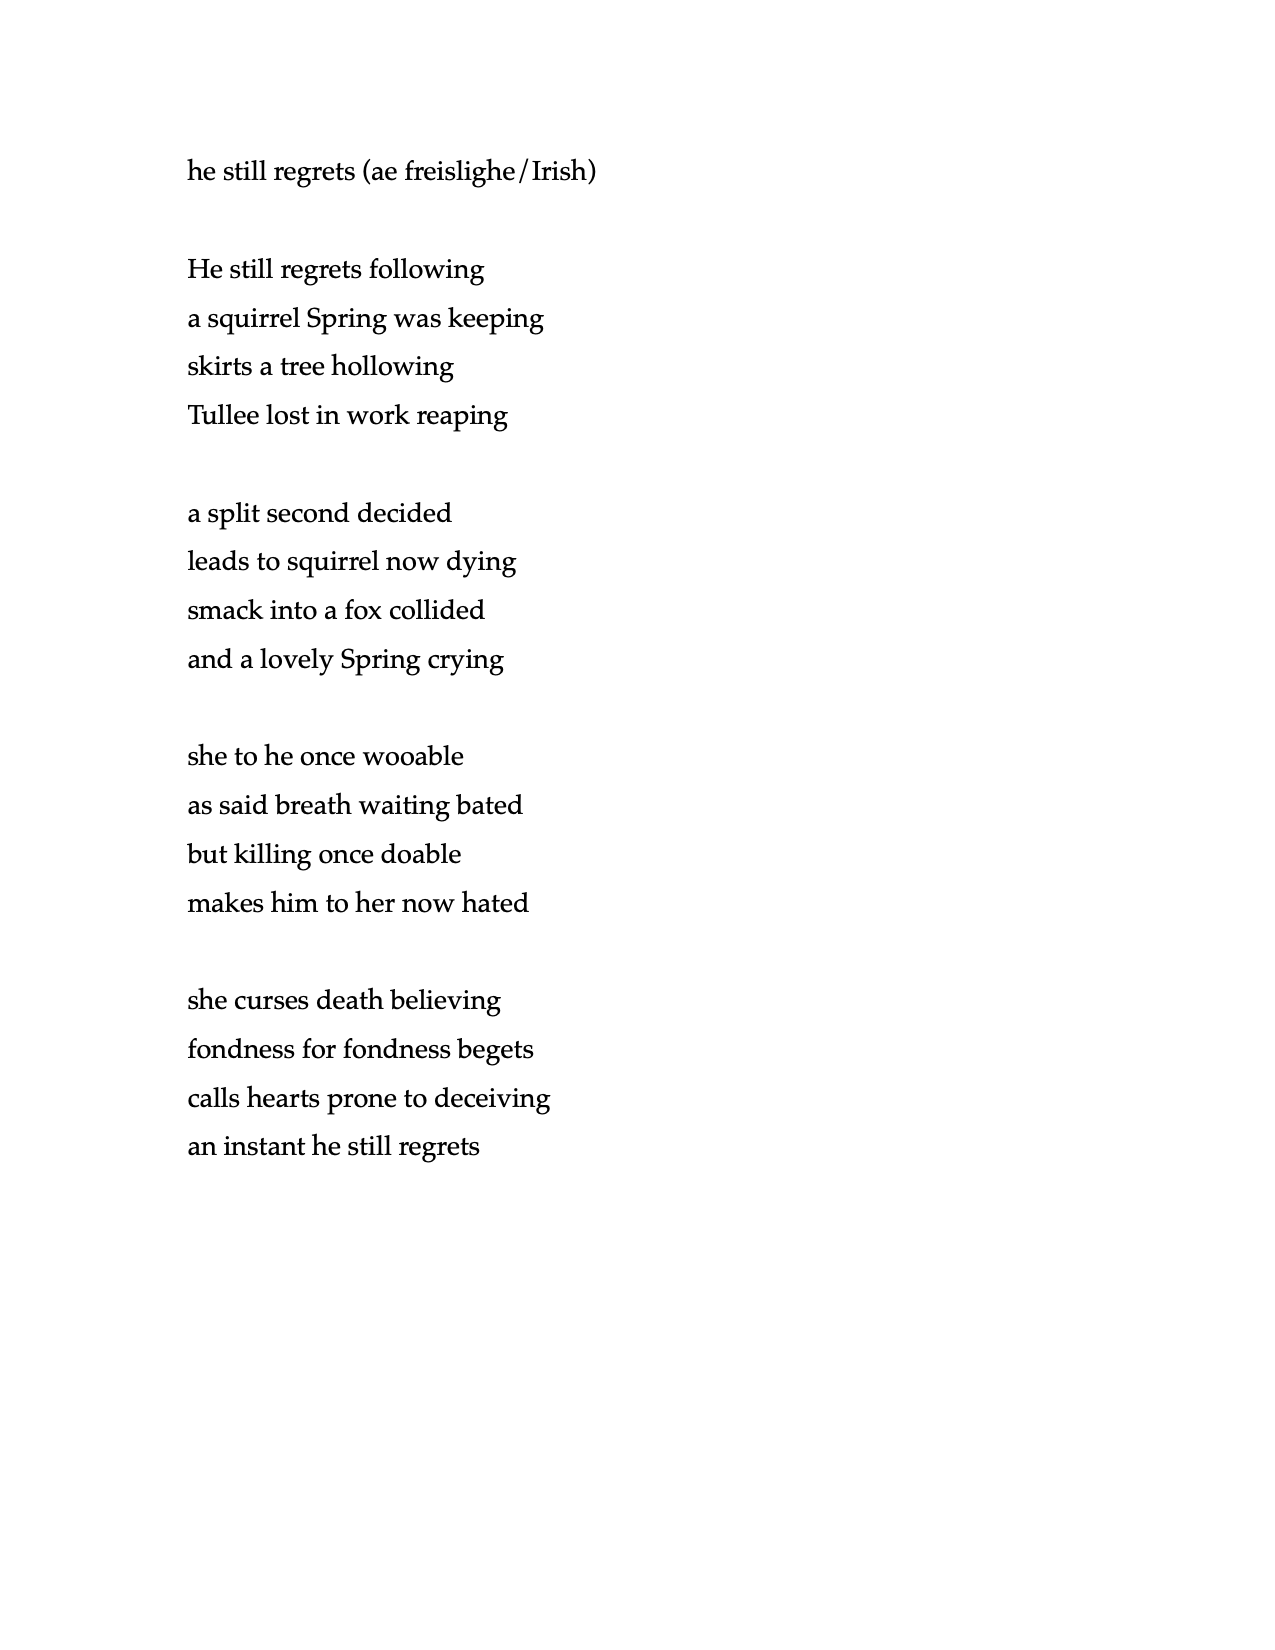 he still regrets (ae freislighe/Irish)
He still regrets following
a squirrel Spring was keeping
skirts a tree hollowing
Tullee lost in work reaping
a split second decided
leads to squirrel now dying
smack into a fox collided
and a lovely Spring crying
she to he once wooable
as said breath waiting bated
but killing once doable
makes him to her now hated
she curses death believing
fondness for fondness begets
calls hearts prone to deceiving
an instant he still regrets